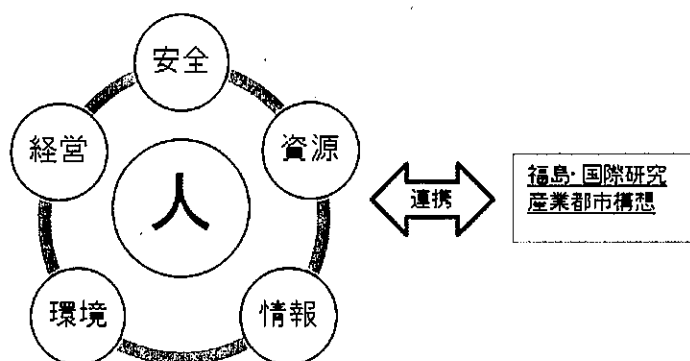 安全
経営
資源
人
連携
福島・国際研究
産業都市構想
環境
情報